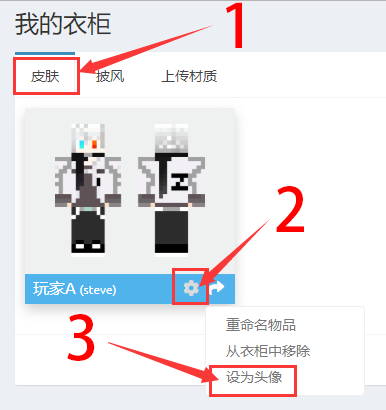 我的衣柜
1
皮肤 披风 上传材质
玩家A (steve)
2
3
重命名物品
从衣柜中移除
设为头像